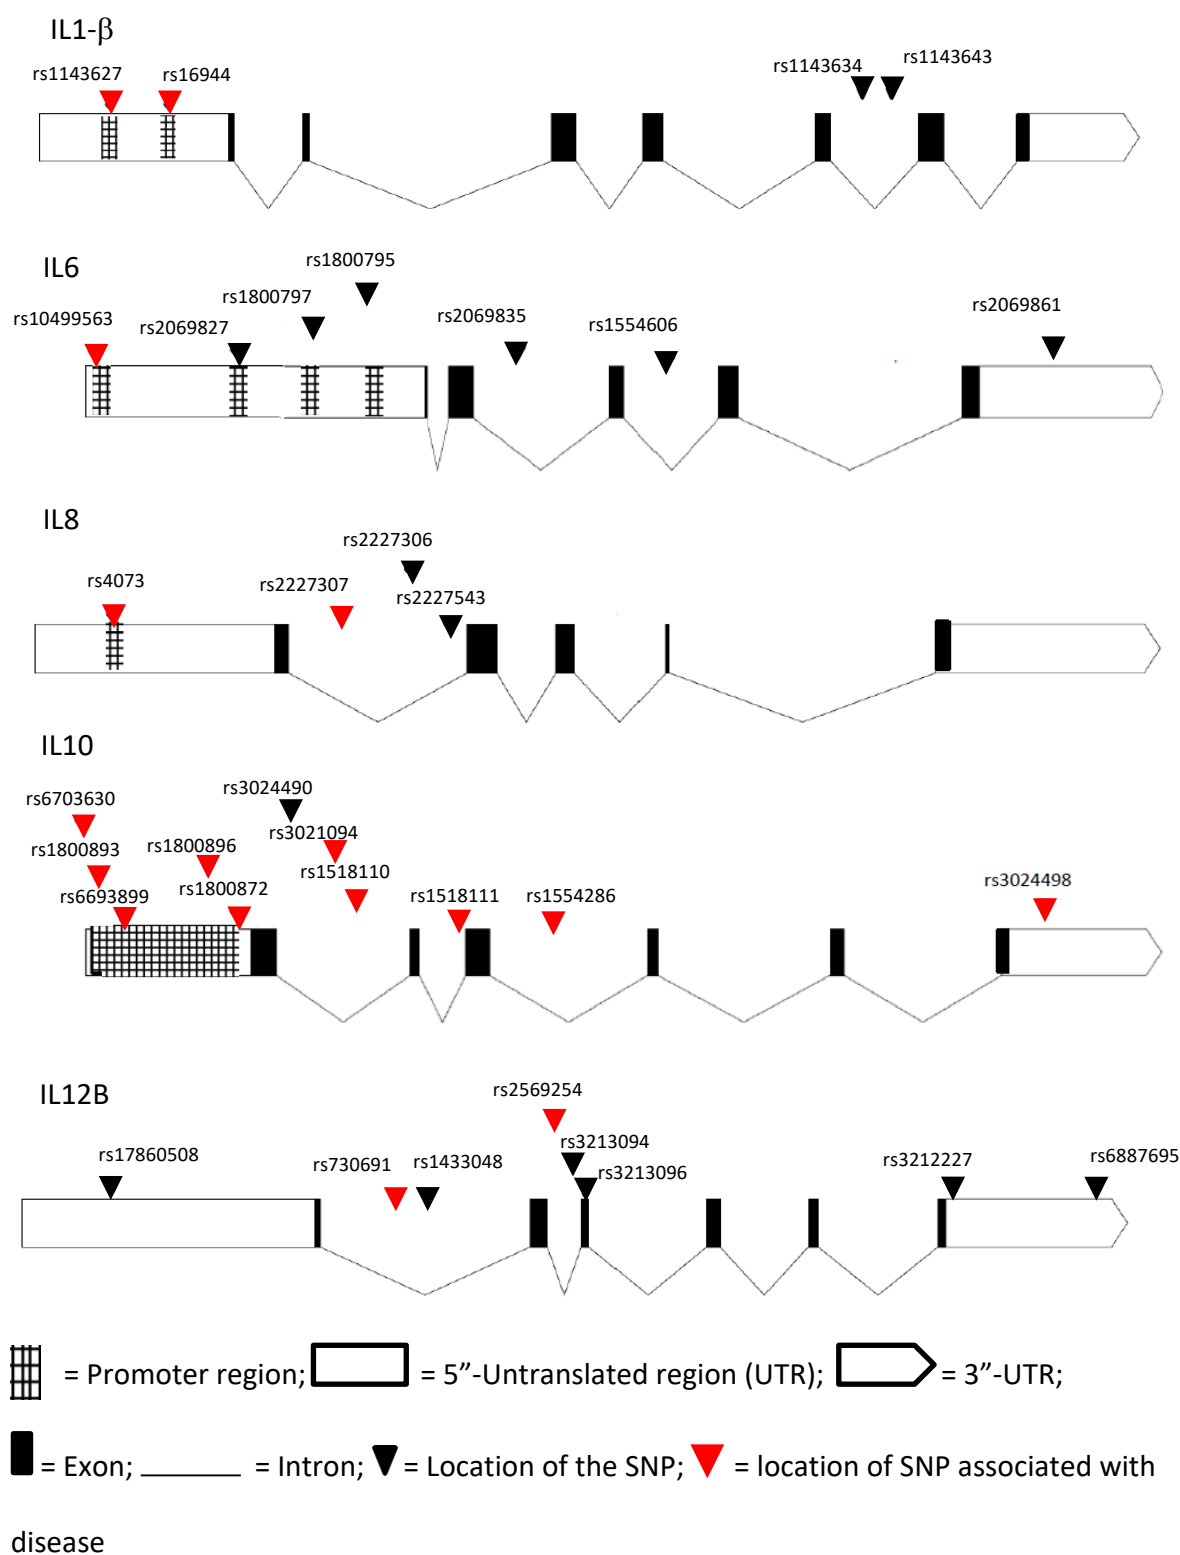 IL1-β
rs1143627
rs16944
rs1143634
rs1143643
IL6
rs10499563
rs2069827
rs1800797
rs1800795
rs2069835
rs1554606
rs2069861
IL8
rs4073
rs2227307
rs2227306
rs2227543
IL10
rs6703630
rs1800893
rs6693899
rs1800896
rs1800872
rs3024490
rs3021094
rs1518110
rs1518111
rs1554286
rs3024498
IL12B
rs17860508
rs730691
rs1433048
rs2569254
rs3213094
rs3213096
rs3212227
rs6887695
= Promoter region; = 5”-Untranslated region (UTR); = 3”-UTR;
= Exon; = Intron; = Location of the SNP; = location of SNP associated with
disease